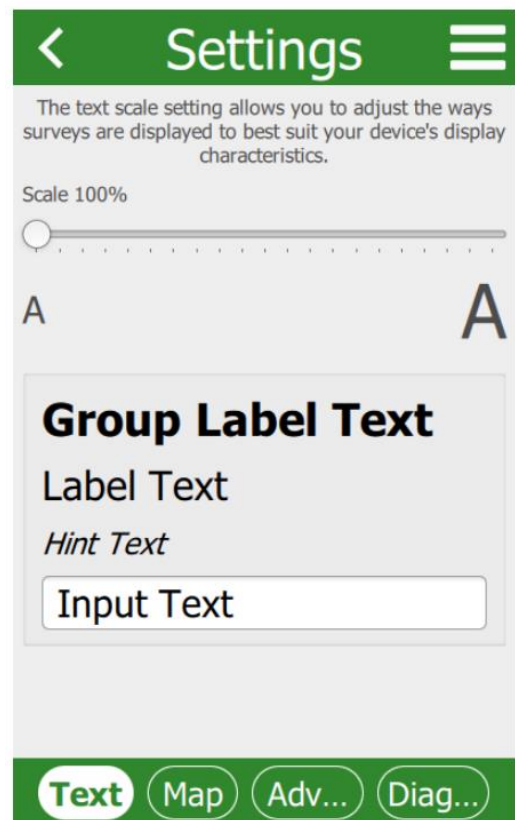 Settings
The text scale setting allows you to adjust the ways
surveys are displayed to best suit your device's display
characteristics.
Scale 100%
A A
Group Label Text
Label Text
Hint Text
Input Text
Text Map Adv... Diag...